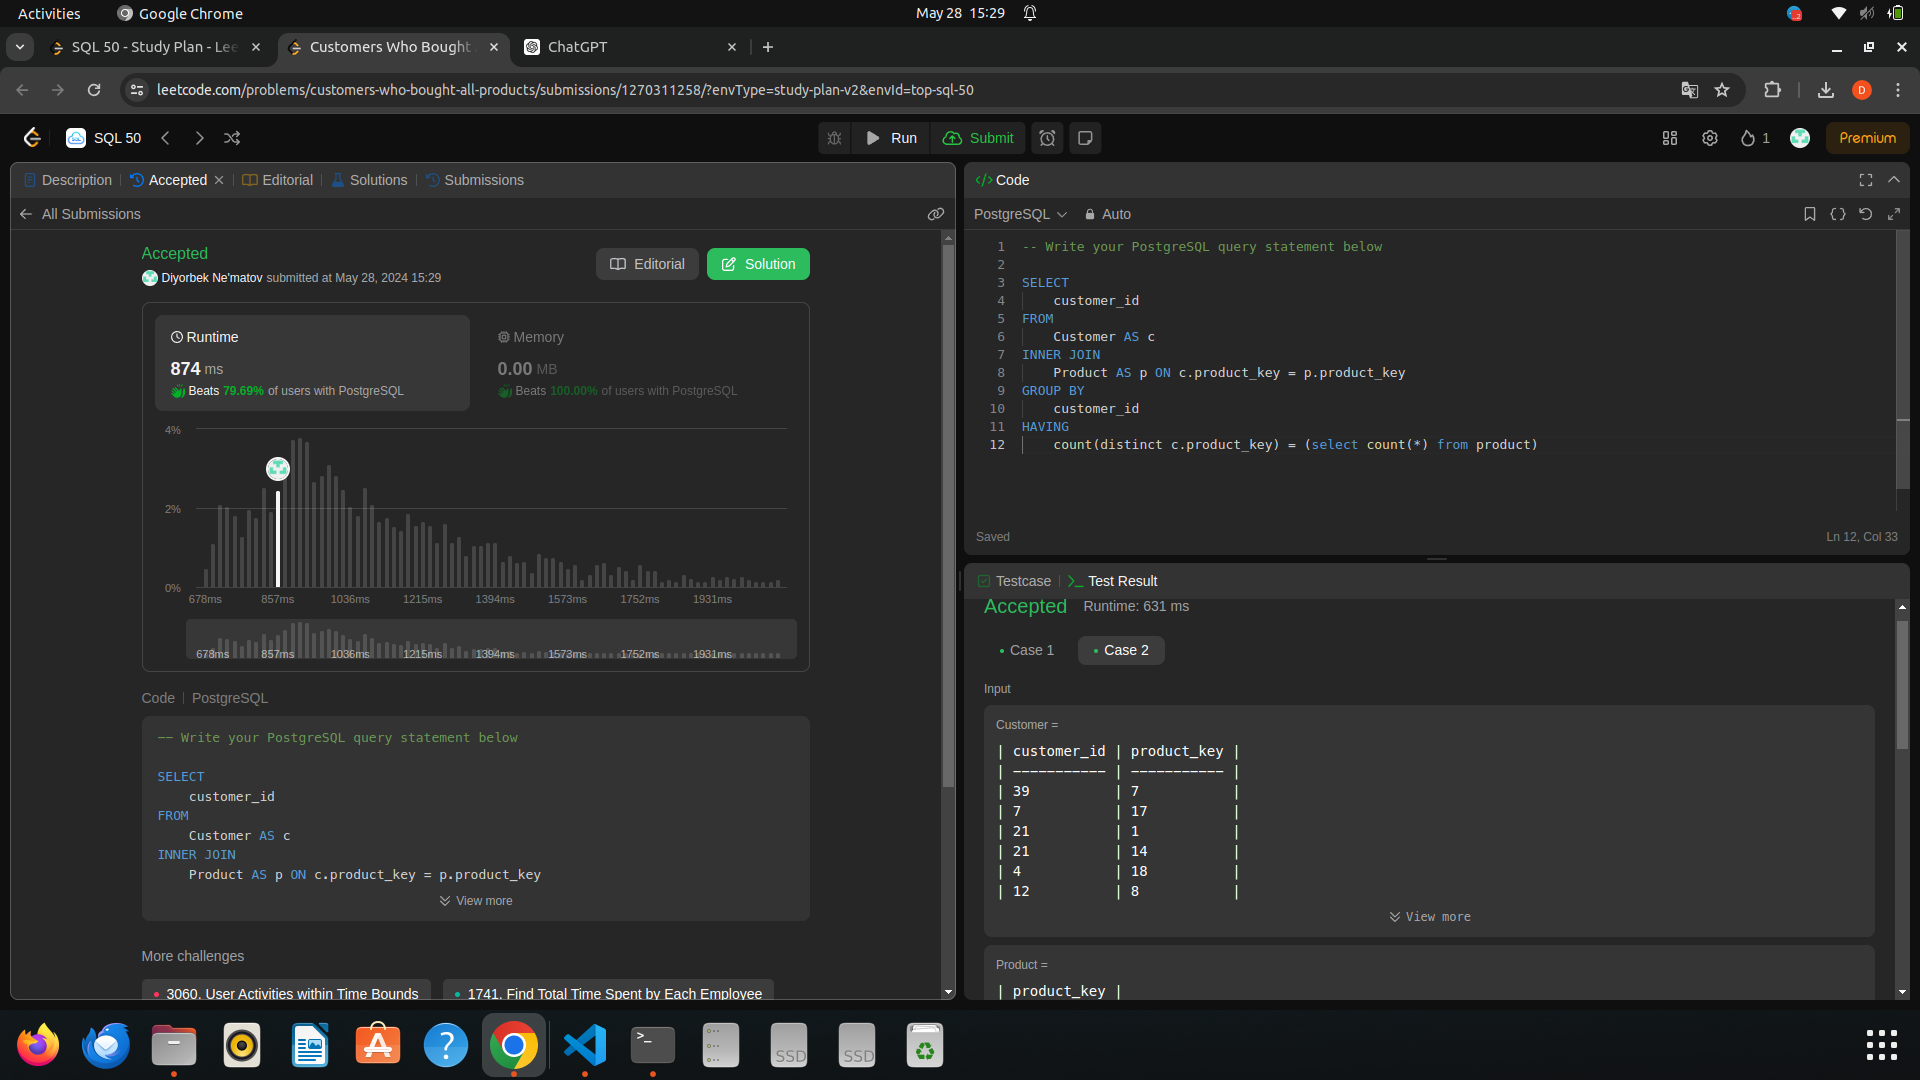 Activities
Google Chrome
May 28 15:29
SQL 50 - Study Plan - Lee
Customers Who Bought
ChatGPT
leetcode.com/problems/customers-who-bought-all-products/submissions/1270311258/?envType=study-plan-v2&envId=top-sql-50
D
SQL 50
Run
Submit
1
Premium
Description
Accepted
Editorial
Solutions
Submissions
All Submissions
Accepted
Diyorbek Ne'matov submitted at May 28, 2024 15:29
Editorial
Solution
Runtime
874 ms
Beats 79.69% of users with PostgreSQL
Memory
0.00 MB
Beats 100.00% of users with PostgreSQL
4%
2%
0%
678ms 857ms 1036ms 1215ms 1394ms 1573ms 1752ms 1931ms
678ms 857ms 1036ms 1215ms 1394ms 1573ms 1752ms 1931ms
Code
PostgreSQL
-- Write your PostgreSQL query statement below
SELECT
customer_id
FROM
Customer AS c
INNER JOIN
Product AS p ON c.product_key = p.product_key
View more
More challenges
3060. User Activities within Time Bounds
1741. Find Total Time Spent by Each Employee
</> Code
PostgreSQL
Auto
1 -- Write your PostgreSQL query statement below
2
3 SELECT
4 customer_id
5 FROM
6 Customer AS c
7 INNER JOIN
8 Product AS p ON c.product_key = p.product_key
9 GROUP BY
10 customer_id
11 HAVING
12 count(distinct c.product_key) = (select count(*) from product)
Saved
Ln 12, Col 33
Testcase
Test Result
Accepted
Runtime: 631 ms
Case 1
Case 2
Input
Customer =
| customer_id | product_key |
| ----------- | ----------- |
| 39 | 7 |
| 7 | 17 |
| 21 | 1 |
| 21 | 14 |
| 4 | 18 |
| 12 | 8 |
View more
Product =
| product_key |
SSD
SSD